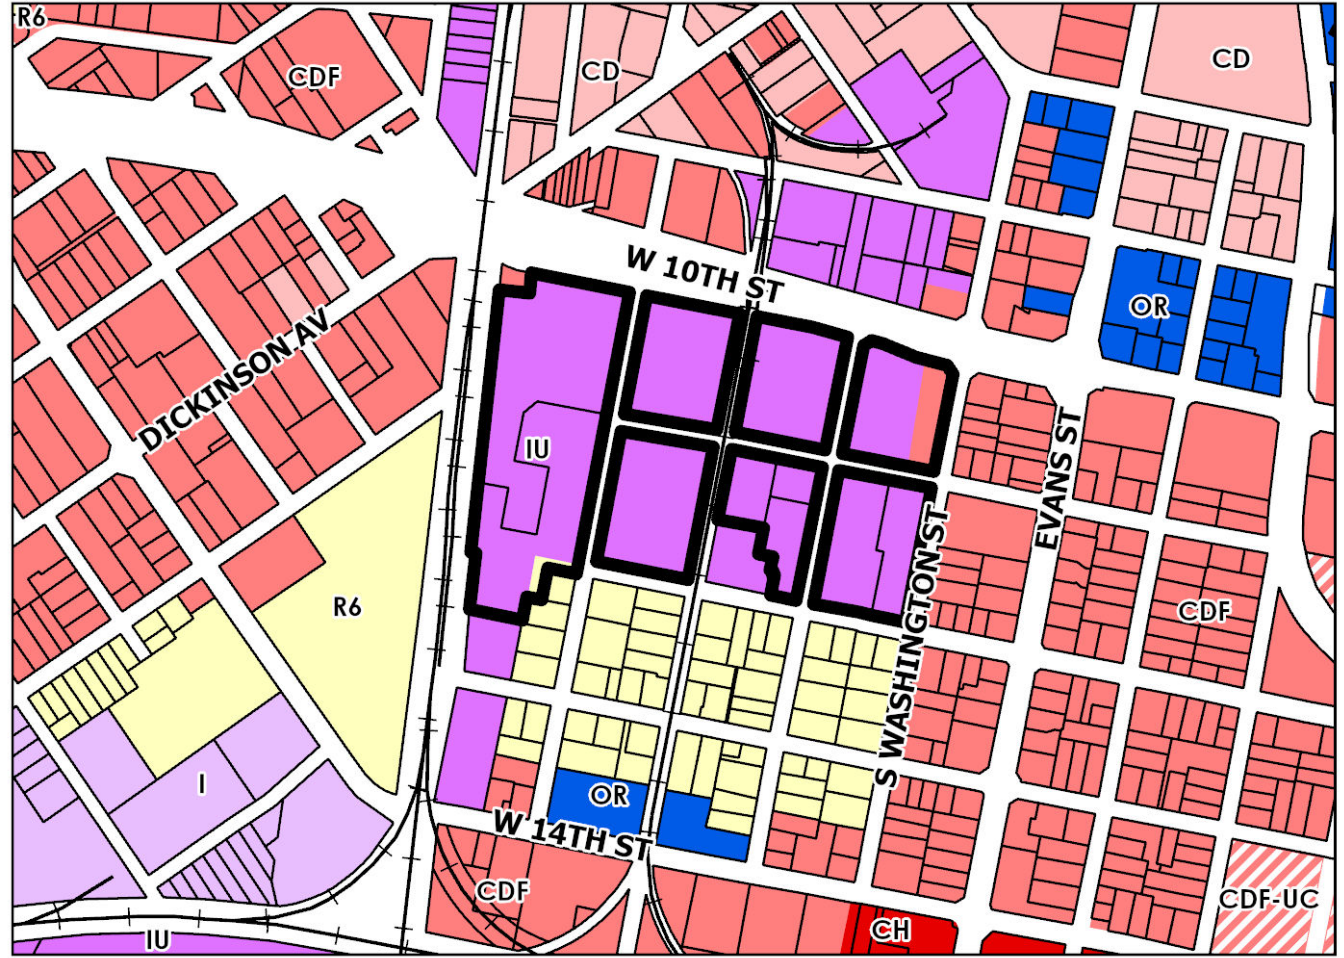 R6
CDF
CD
CD
W 10TH ST
OR
DICKINSON AV
IU
EVANS ST
R6
CDF
S WASHINGTON ST
I
OR
W 14TH ST
CDF
CDF-UC
CH
IU